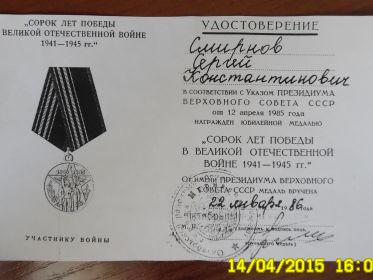 "СОРОК ЛЕТ ПОБЕДЫ
В ВЕЛИКОЙ ОТЕЧЕСТВЕННОЙ ВОЙНЕ
1941—1945 гг."
УЧАСТНИКУ ВОЙНЫ
УДОСТОВЕРЕНИЕ
Смирнов
Сергей
Константинович
В СООТВЕТСТВИИ С УКАЗОМ ПРЕЗИДИУМА
ВЕРХОВНОГО СОВЕТА СССР
от 12 апреля 1985 года
НАГРАЖДЕН ЮБИЛЕЙНОЙ МЕДАЛЬЮ
"СОРОК ЛЕТ ПОБЕДЫ
В ВЕЛИКОЙ ОТЕЧЕСТВЕННОЙ
ВОЙНЕ 1941—1945 гг."
ОТ ИМЕНИ ПРЕЗИДИУМА ВЕРХОВНОГО
СОВЕТА СССР МЕДАЛЬ ВРУЧЕНА
22 января 1986 года
14/04/2015 16:0